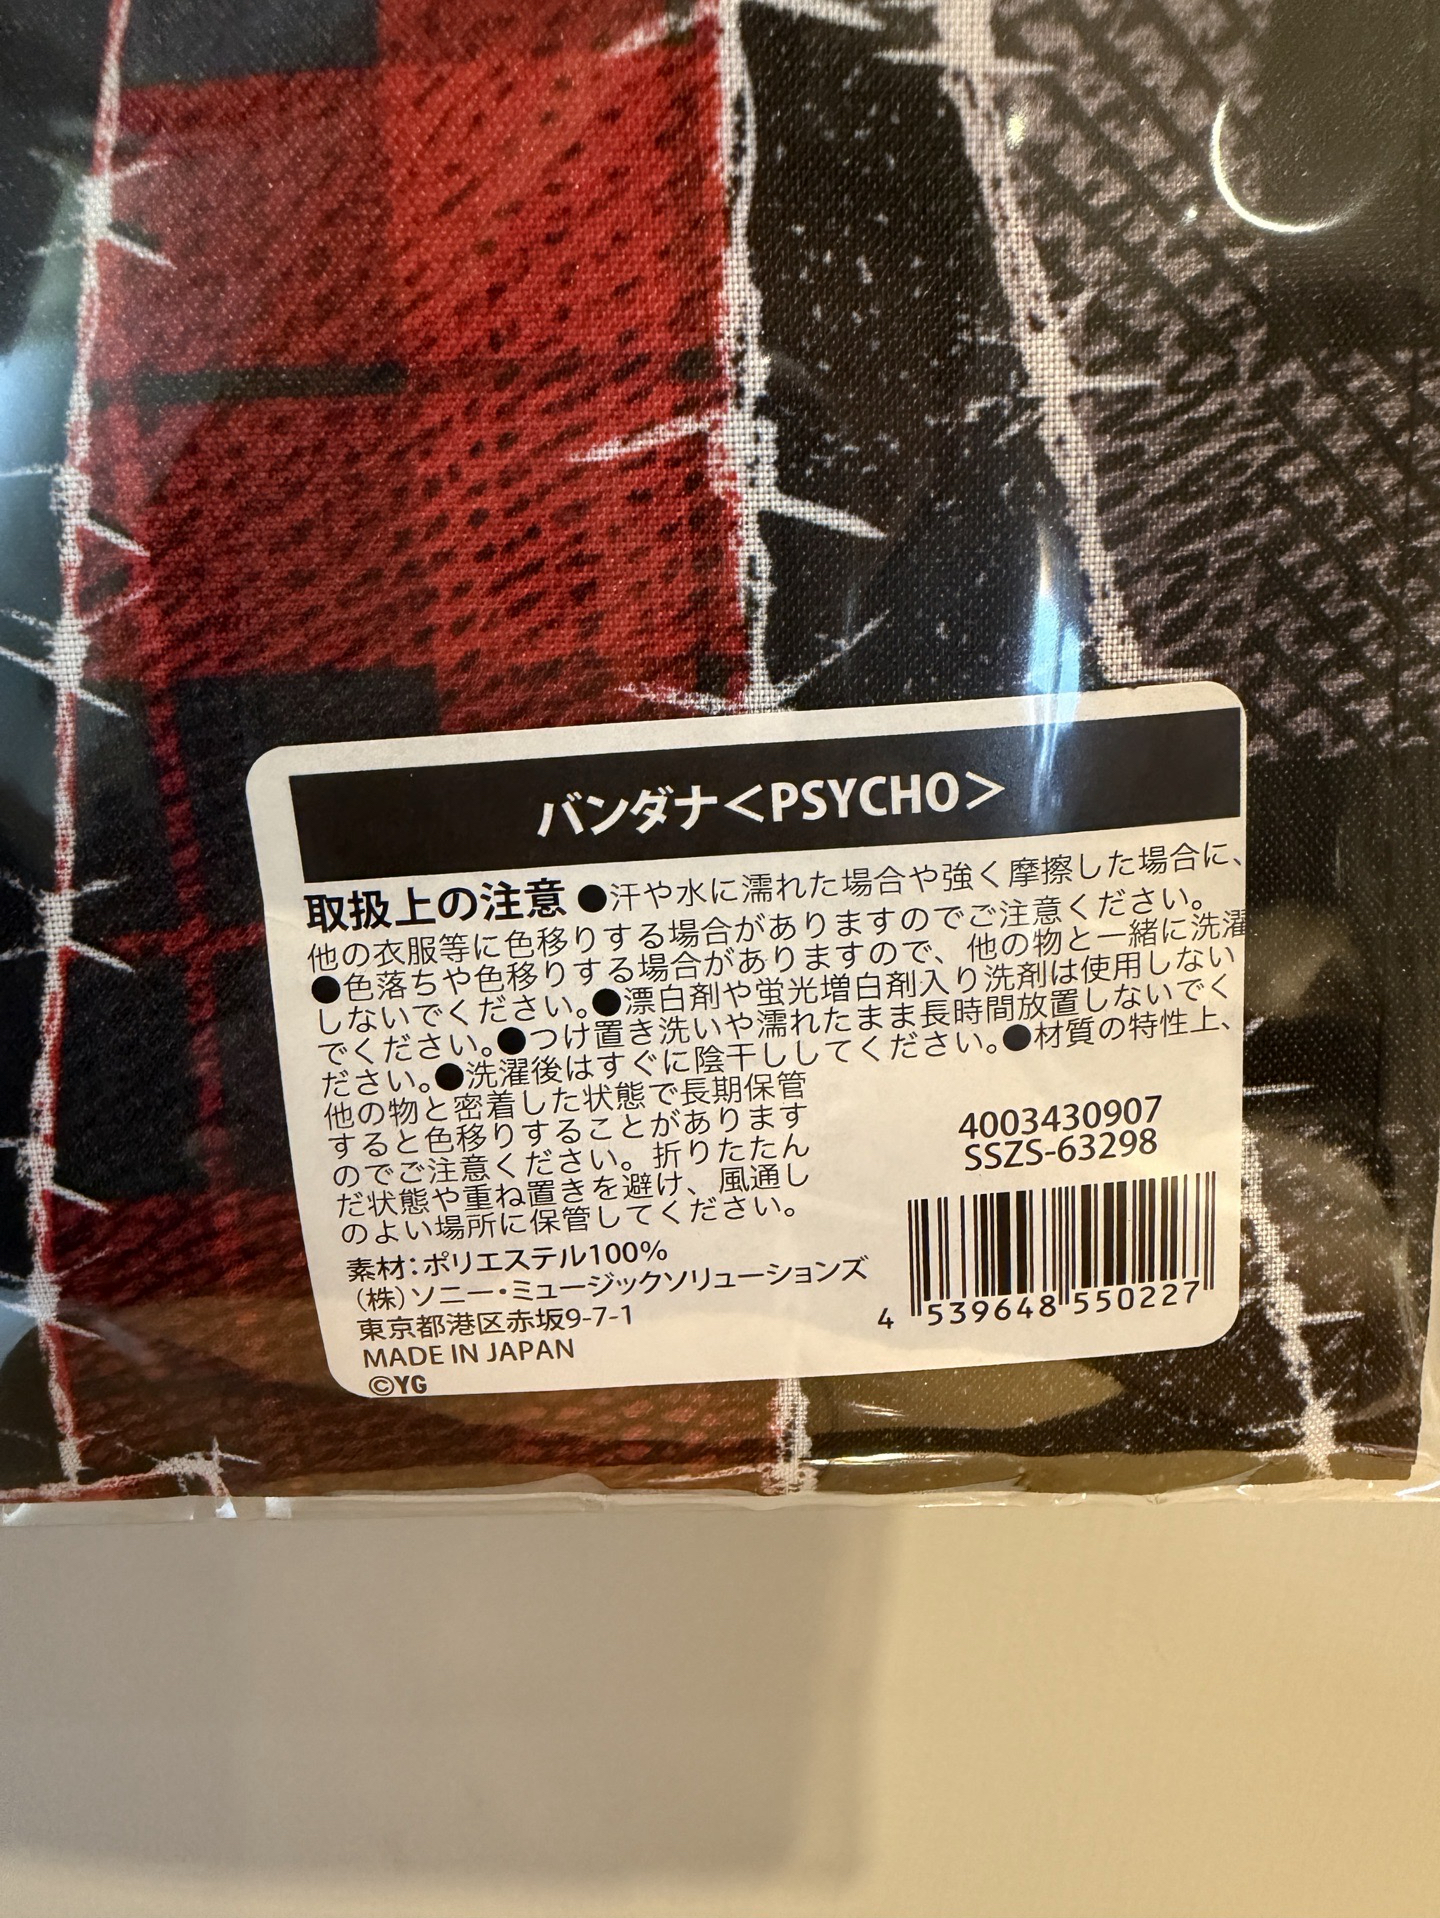 バンダナ＜PSYCHO＞
取扱上の注意 ●汗や水に濡れた場合や強く摩擦した場合に、
他の衣服等に色移りする場合がありますのでご注意ください。
●色落ちや色移りする場合がありますので、他の物と一緒に洗濯
しないでください。●漂白剤や蛍光増白剤入り洗剤は使用しない
でください。●つけ置き洗いや濡れたまま長時間放置しないでく
ださい。●洗濯後はすぐに陰干ししてください。●材質の特性上、
他の物と密着した状態で長期保管
すると色移りすることがあります
のでご注意ください。折りたたん
だ状態や重ね置きを避け、風通し
のよい場所に保管してください。
素材：ポリエステル100%
（株）ソニー・ミュージックソリューションズ
東京都港区赤坂9-7-1
MADE IN JAPAN
©YG
4003430907
SSZS-63298
4 539648 550227